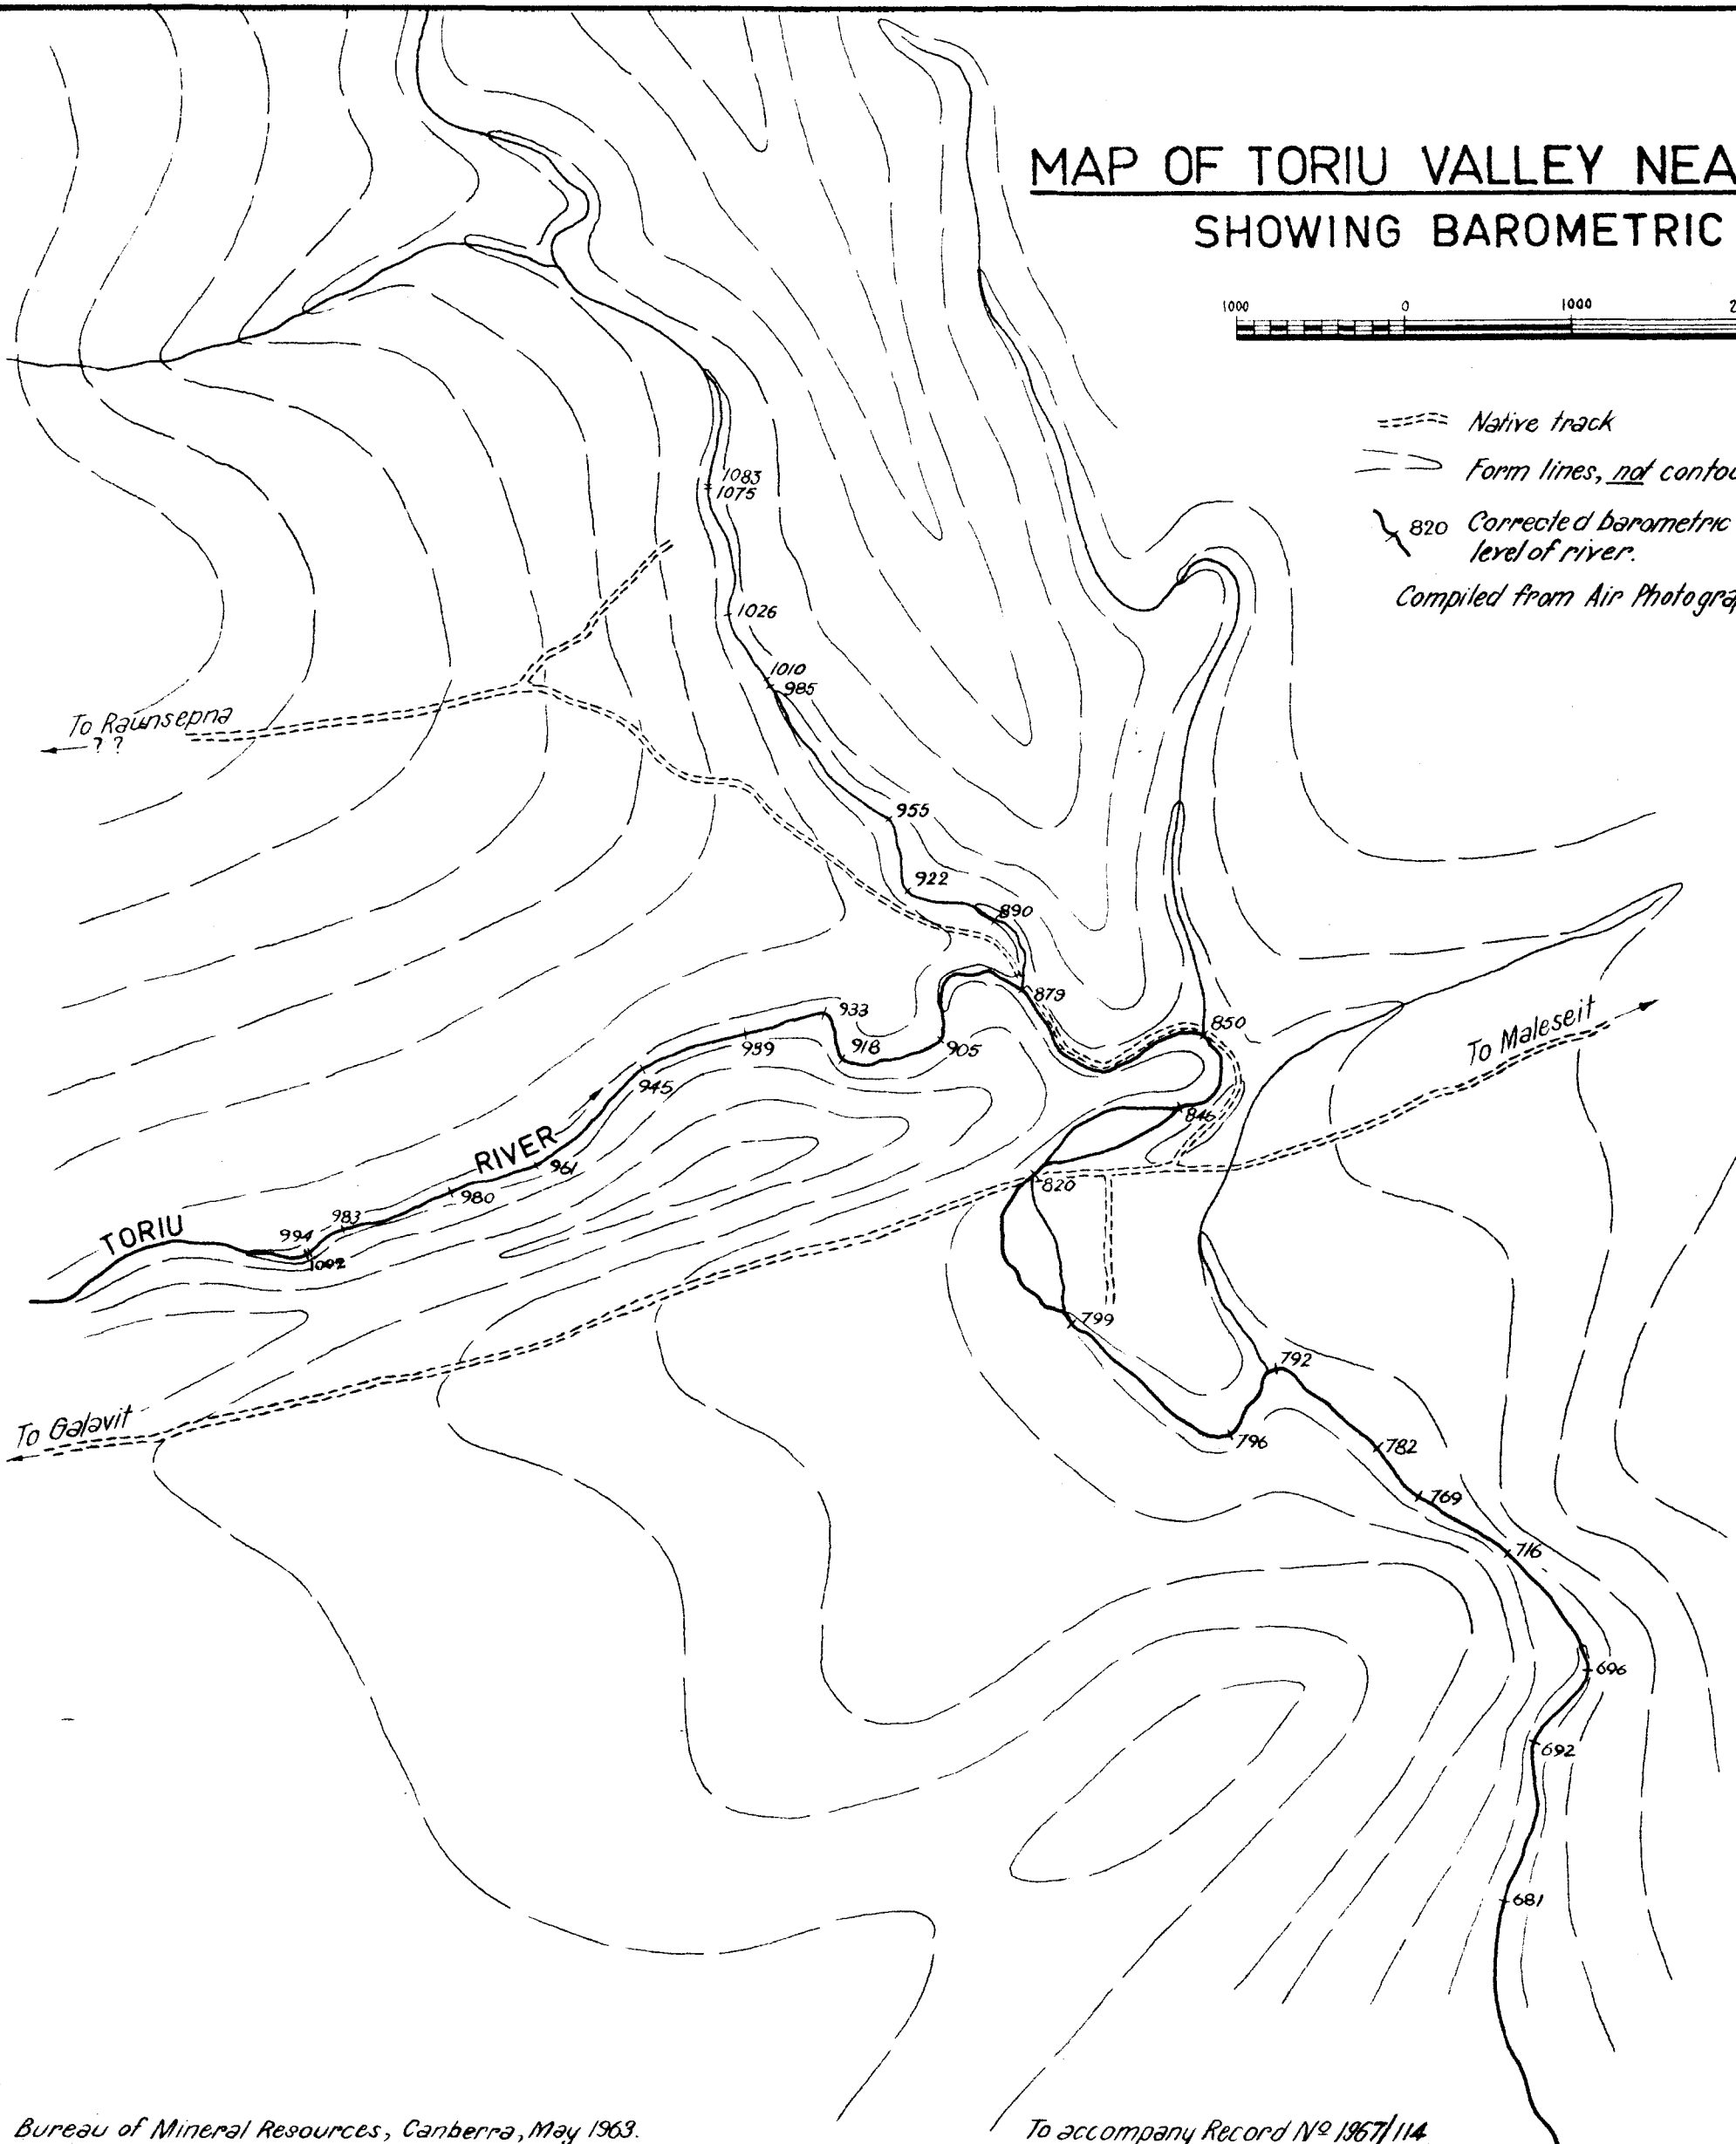 MAP OF TORIU VALLEY NEA
SHOWING BAROMETRIC
1000 0 1000 2
Native track
Form lines, not contou
820 Corrected barometric
level of river.
Compiled from Air Photogra
1083
1075
1026
1010
985
To Raunsepna
? ?
955
922
890
879
933
918
905
939
945
850
To Maleseit
846
RIVER
961
980
820
983
994
TORIU
799
792
To Galavit
796
782
769
716
696
692
681
Bureau of Mineral Resources, Canberra, May 1963.
To accompany Record Nº 1967/114